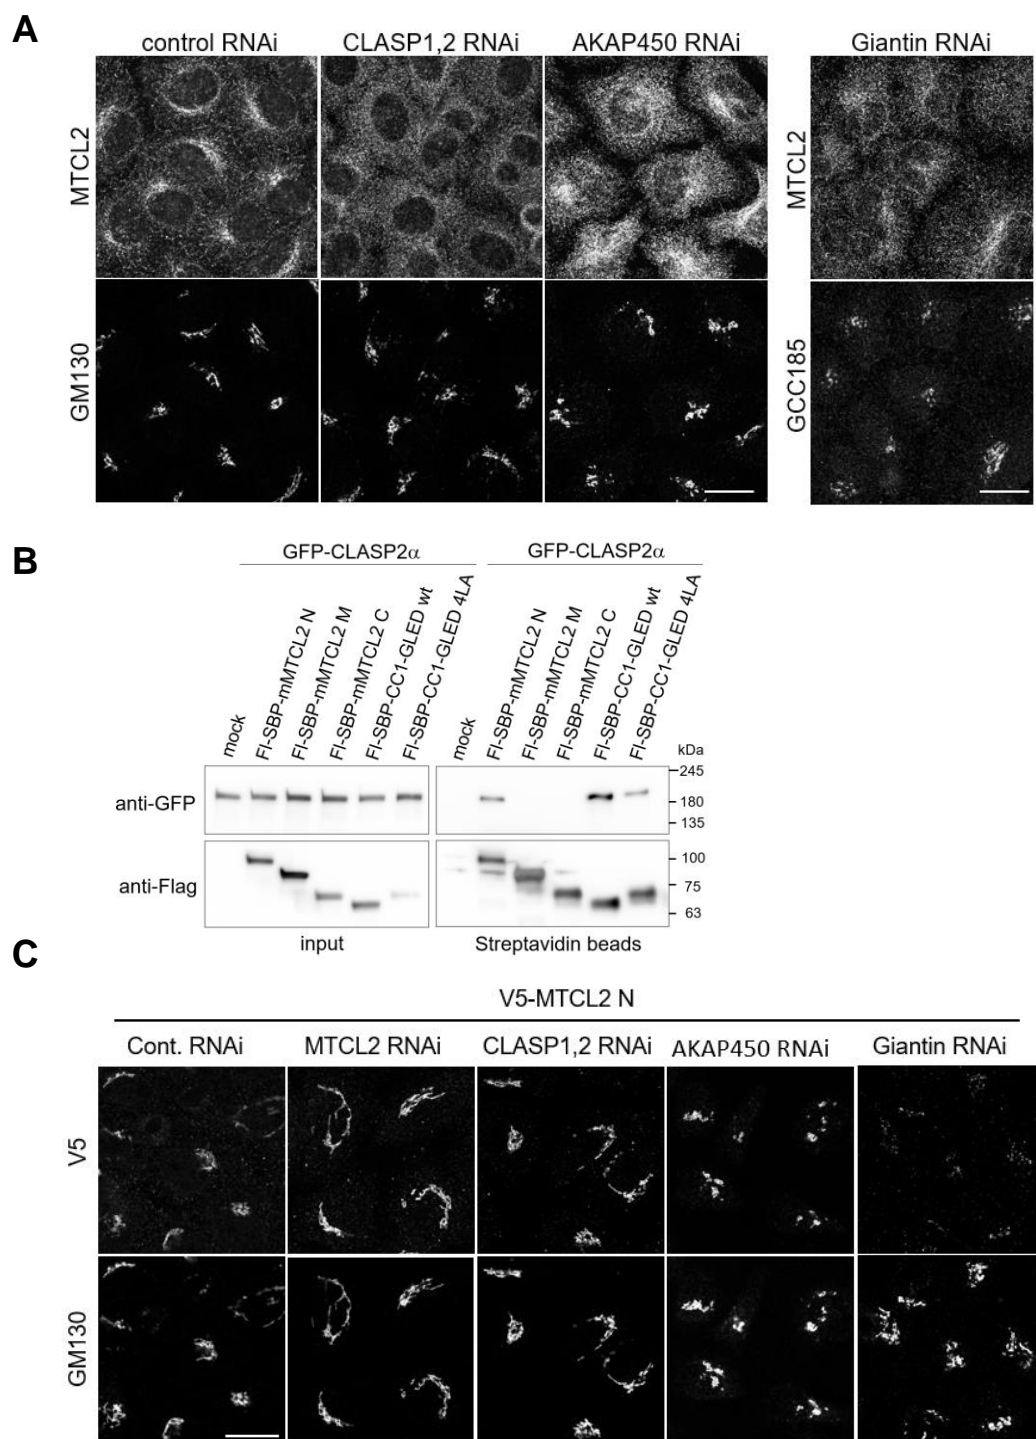 A
control RNAi CLASP1,2 RNAi AKAP450 RNAi Giantin RNAi
MTCL2 MTCL2
GM130 GCC185
B
GFP-CLASP2α GFP-CLASP2α
mock Fl-SBP-mMTCL2 N Fl-SBP-mMTCL2 M Fl-SBP-mMTCL2 C Fl-SBP-CC1-GLED wt Fl-SBP-CC1-GLED 4LA mock Fl-SBP-mMTCL2 N Fl-SBP-mMTCL2 M Fl-SBP-mMTCL2 C Fl-SBP-CC1-GLED wt Fl-SBP-CC1-GLED 4LA
kDa
245
anti-GFP 180
135
100
anti-Flag 75
63
input Streptavidin beads
C
V5-MTCL2 N
Cont. RNAi MTCL2 RNAi CLASP1,2 RNAi AKAP450 RNAi Giantin RNAi
V5
GM130